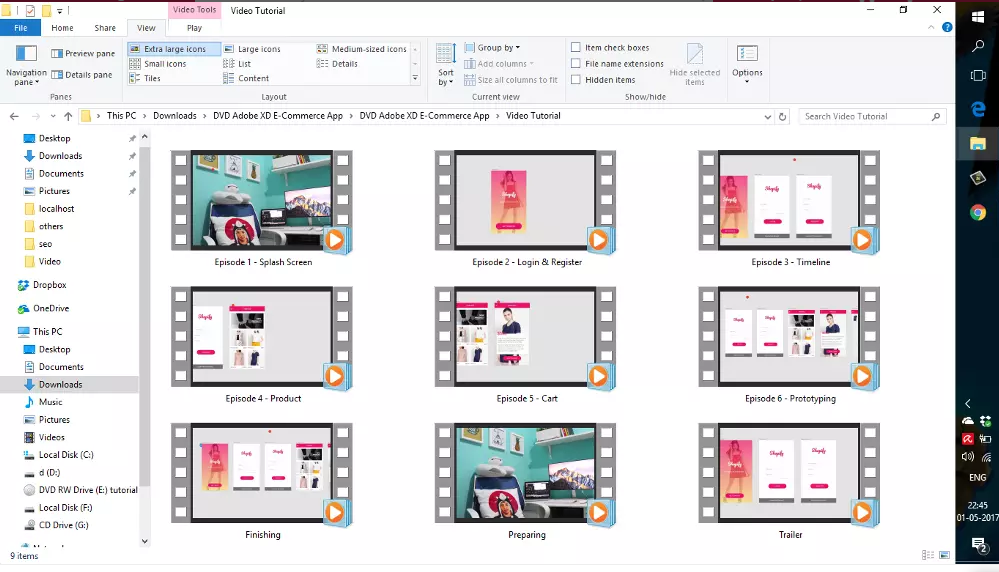 Video Tools
Video Tutorial
File
Home
Share
View
Play
Navigation pane
Preview pane
Details pane
Panes
Extra large icons
Large icons
Medium-sized icons
Small icons
List
Details
Tiles
Content
Layout
Sort by
Group by
Add columns
Size all columns to fit
Current view
Item check boxes
File name extensions
Hidden items
Hide selected items
Show/hide
Options
This PC > Downloads > DVD Adobe XD E-Commerce App > DVD Adobe XD E-Commerce App > Video Tutorial
Search Video Tutorial
Desktop
Downloads
Documents
Pictures
localhost
others
seo
Video
Dropbox
OneDrive
This PC
Desktop
Documents
Downloads
Music
Pictures
Videos
Local Disk (C:)
d (D:)
DVD RW Drive (E:) tutorial
Local Disk (F:)
CD Drive (G:)
9 items
Episode 1 - Splash Screen
Episode 2 - Login & Register
Episode 3 - Timeline
Episode 4 - Product
Episode 5 - Cart
Episode 6 - Prototyping
Finishing
Preparing
Trailer
ENG
22:45
01-05-2017
2